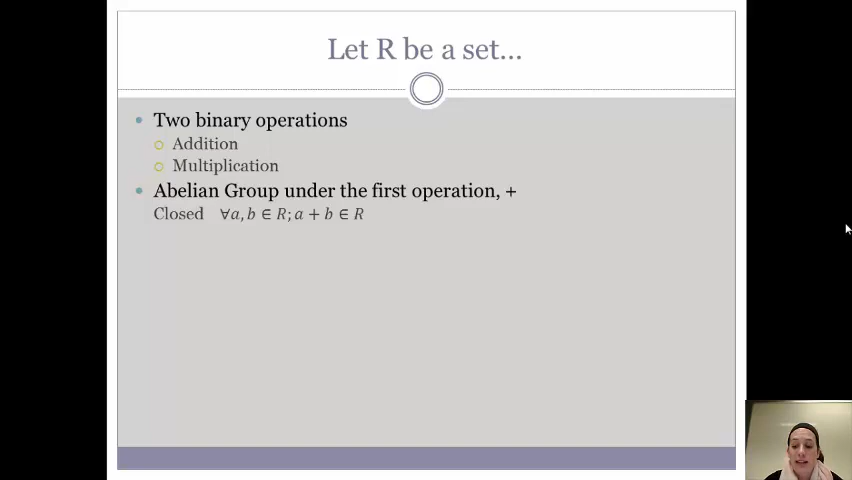 Let R be a set...
Two binary operations
Addition
Multiplication
Abelian Group under the first operation, +
Closed ∀a, b ∈ R; a + b ∈ R